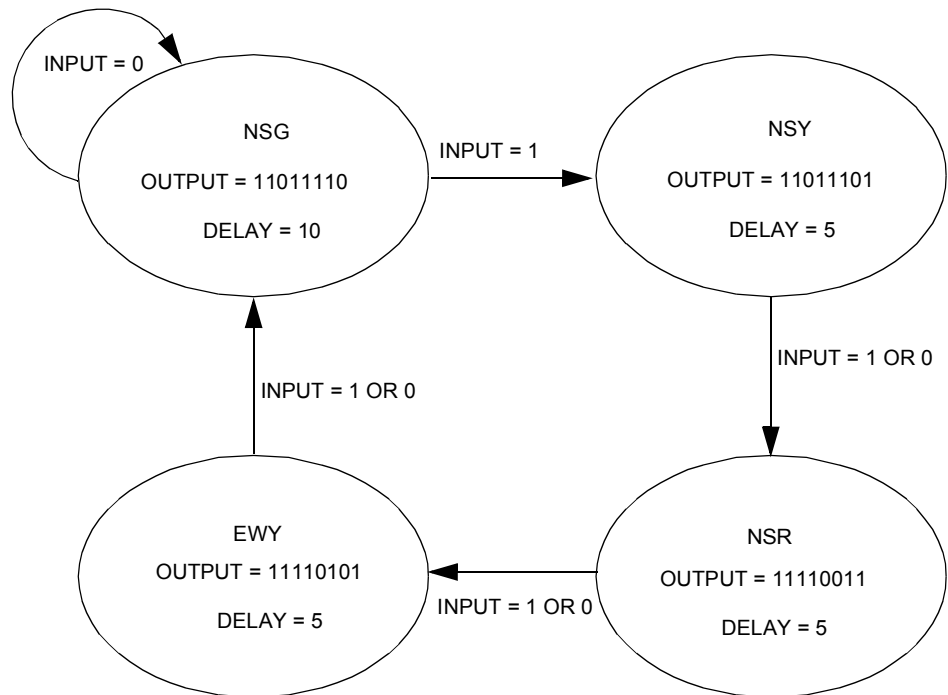 INPUT = 0
NSG
OUTPUT = 11011110
DELAY = 10
INPUT = 1
NSY
OUTPUT = 11011101
DELAY = 5
INPUT = 1 OR 0
INPUT = 1 OR 0
EWY
OUTPUT = 11110101
DELAY = 5
INPUT = 1 OR 0
NSR
OUTPUT = 11110011
DELAY = 5